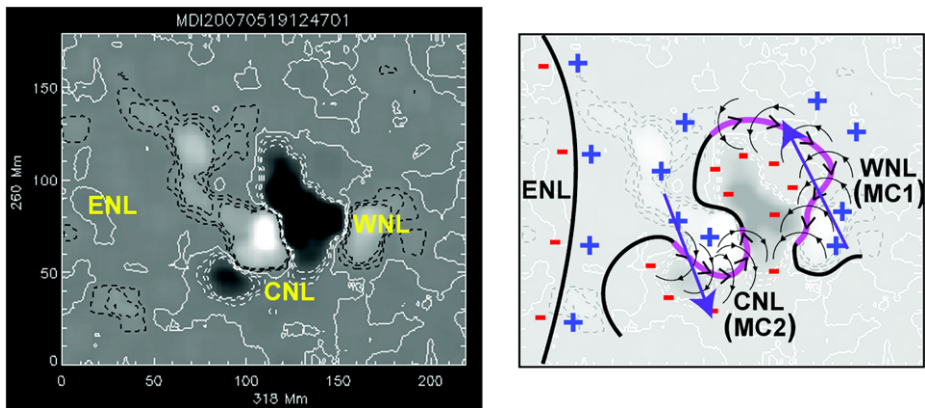 MDI20070519124701
150
100
50
0
260 Mm
ENL
WNL
CNL
0
50
100
150
200
318 Mm
ENL
WNL
(MC1)
CNL
(MC2)